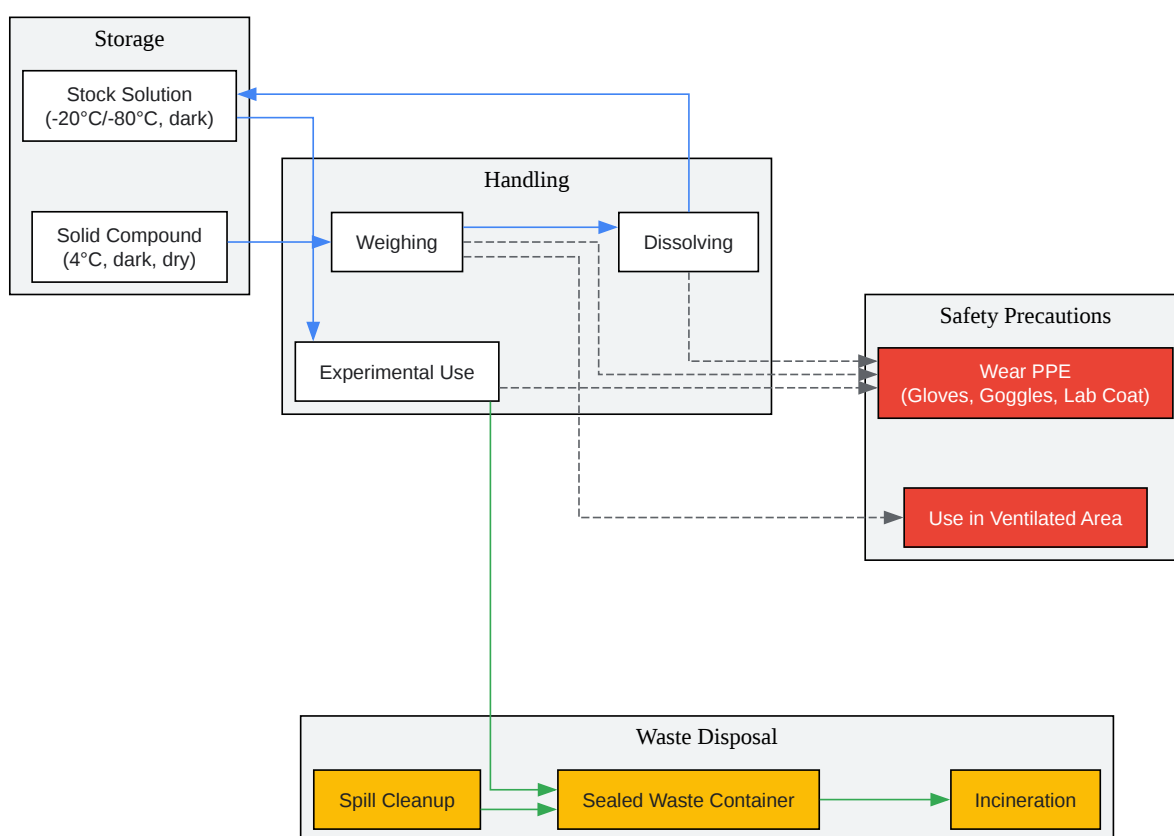 Storage
Stock Solution
(-20°C/-80°C, dark)
Solid Compound
(4°C, dark, dry)
Handling
Weighing
Dissolving
Experimental Use
Safety Precautions
Wear PPE
(Gloves, Goggles, Lab Coat)
Use in Ventilated Area
Waste Disposal
Spill Cleanup
Sealed Waste Container
Incineration